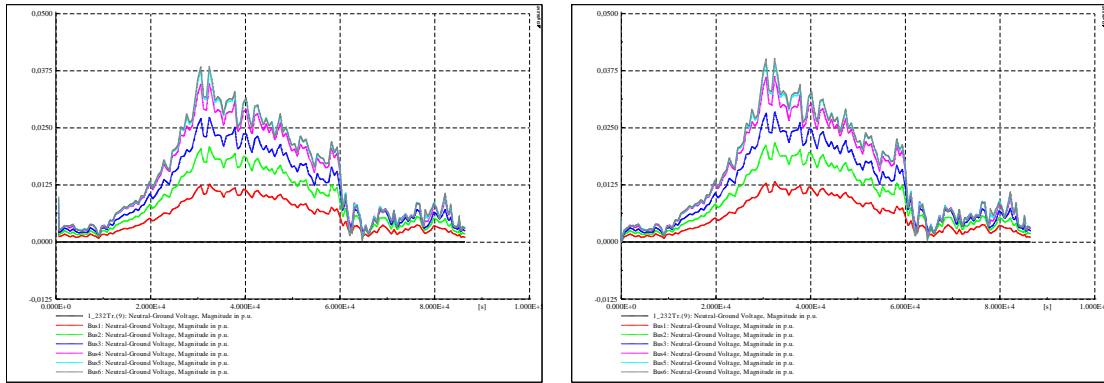 0,0500
0,0375
0,0250
0,0125
0,0000
-0,0125
0.000E+0 2.000E+4 4.000E+4 6.000E+4 8.000E+4 [s]
1_232Tr.(9): Neutral-Ground Voltage, Magnitude in p.u.
Bus1: Neutral-Ground Voltage, Magnitude in p.u.
Bus2: Neutral-Ground Voltage, Magnitude in p.u.
Bus3: Neutral-Ground Voltage, Magnitude in p.u.
Bus4: Neutral-Ground Voltage, Magnitude in p.u.
Bus5: Neutral-Ground Voltage, Magnitude in p.u.
Bus6: Neutral-Ground Voltage, Magnitude in p.u.
0,0500
0,0375
0,0250
0,0125
0,0000
-0,0125
0.000E+0 2.000E+4 4.000E+4 6.000E+4 8.000E+4 [s]
1_232Tr.(9): Neutral-Ground Voltage, Magnitude in p.u.
Bus1: Neutral-Ground Voltage, Magnitude in p.u.
Bus2: Neutral-Ground Voltage, Magnitude in p.u.
Bus3: Neutral-Ground Voltage, Magnitude in p.u.
Bus4: Neutral-Ground Voltage, Magnitude in p.u.
Bus5: Neutral-Ground Voltage, Magnitude in p.u.
Bus6: Neutral-Ground Voltage, Magnitude in p.u.